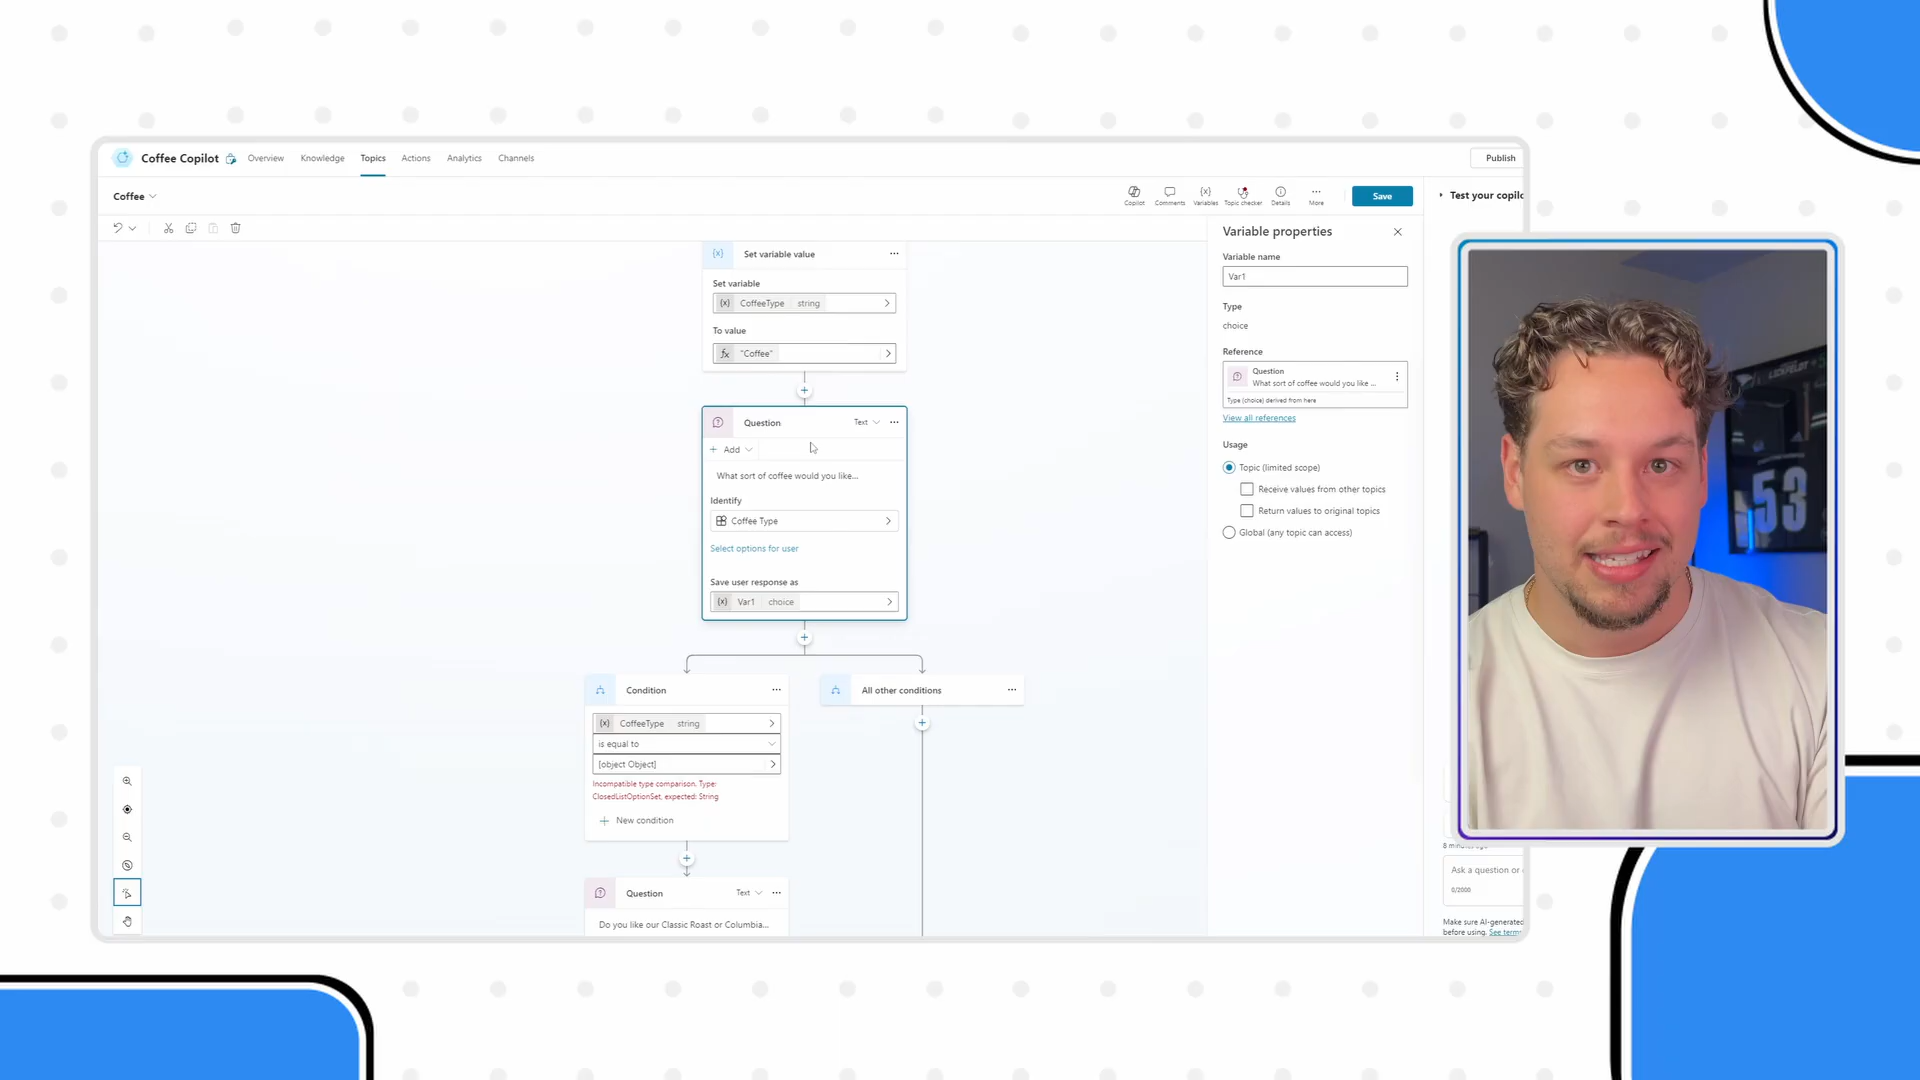 Coffee Copilot
Overview
Knowledge
Topics
Actions
Analytics
Channels
Publish
Coffee
Copilot
Comments
Variables
Topic checker
Details
More
Save
Test your copilo
Set variable value
Set variable
{x} CoffeeType string
To value
fx "Coffee"
Question
Text
Add
What sort of coffee would you like...
Identify
Coffee Type
Select options for user
Save user response as
{x} Var1 choice
Condition
{x} CoffeeType string
is equal to
[object Object]
Incompatible type comparison. Type:
ClosedListOptionSet, expected: String
New condition
All other conditions
Question
Text
Do you like our Classic Roast or Columbia...
Variable properties
Variable name
Var1
Type
choice
Reference
Question
What sort of coffee would you like ...
Type (choice) derived from here
View all references
Usage
Topic (limited scope)
Receive values from other topics
Return values to original topics
Global (any topic can access)
53
Ask a question or
0/2000
Make sure AI-generated
before using. See terms